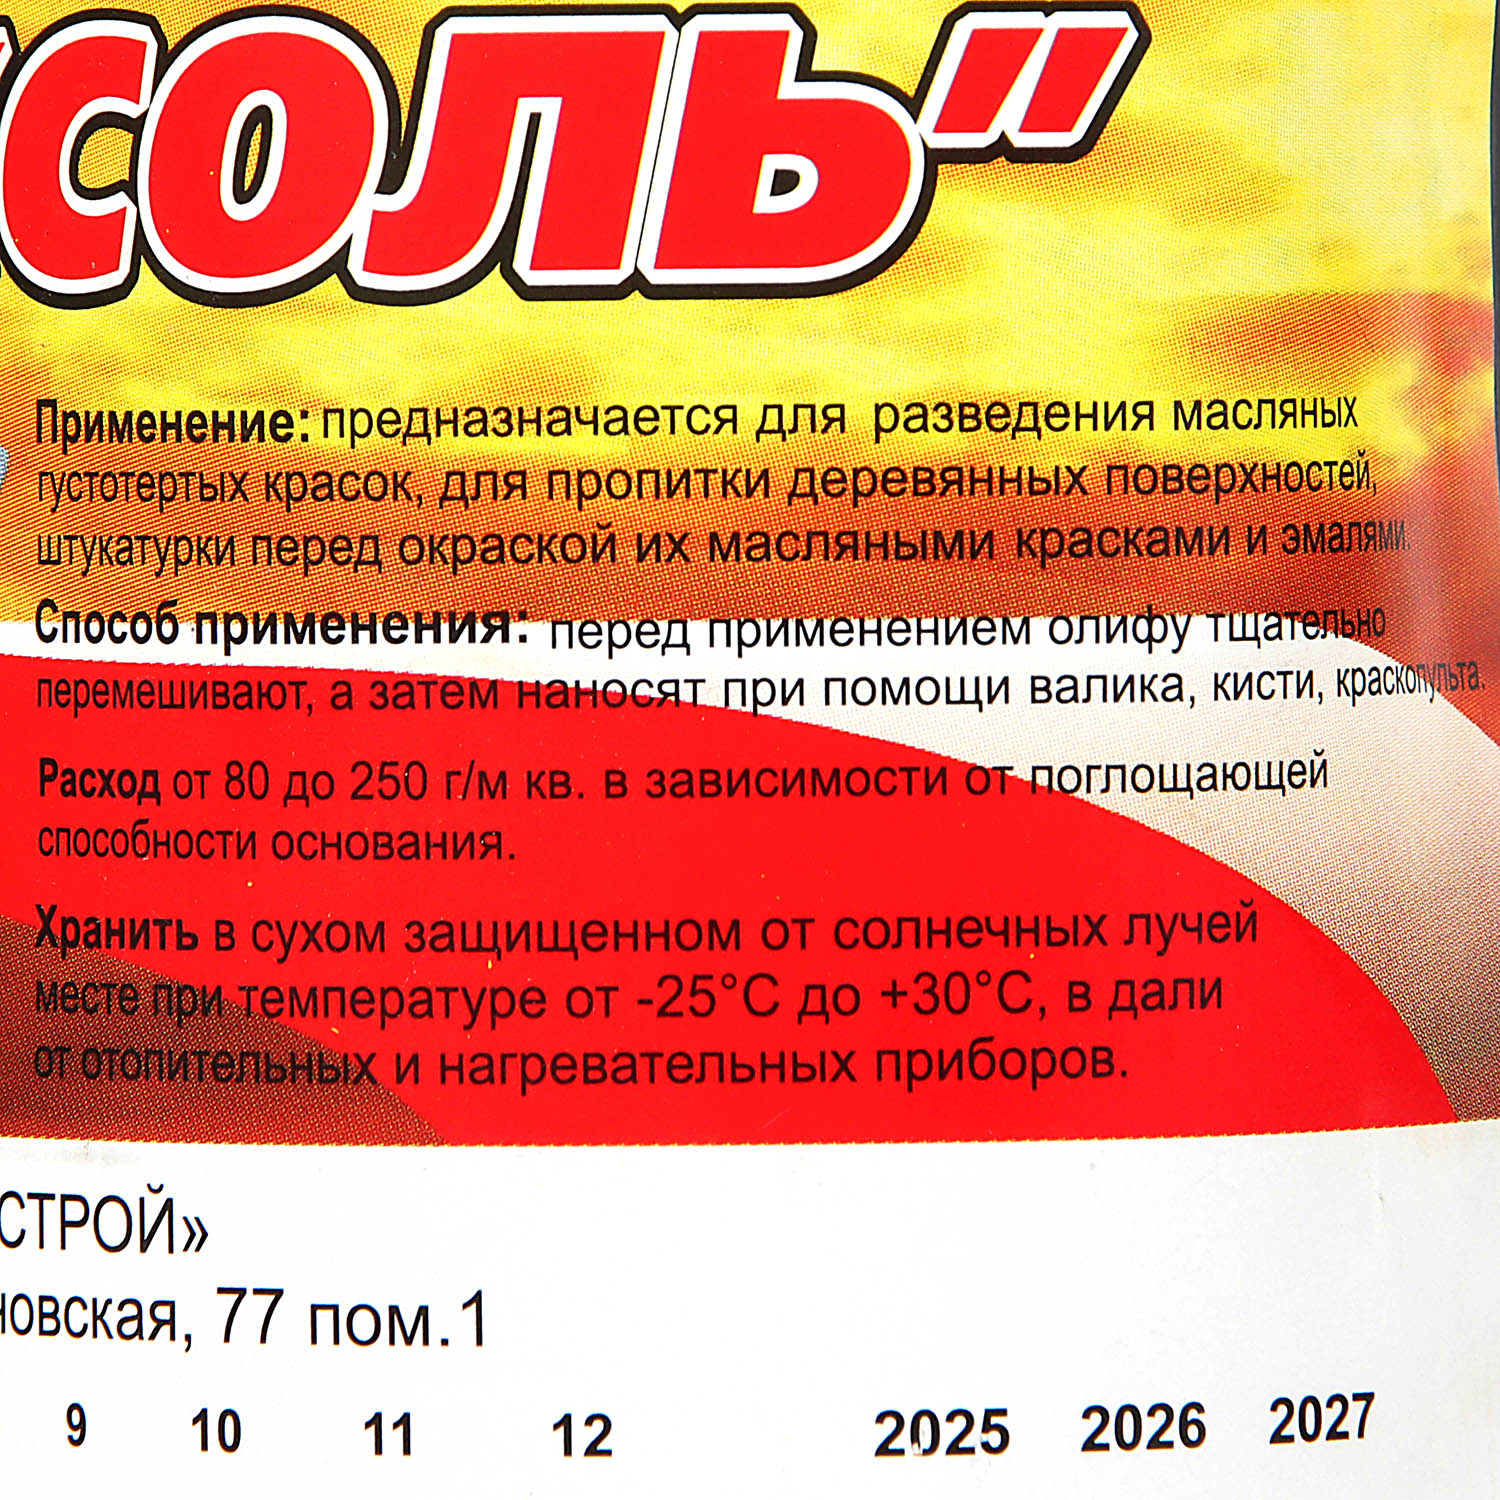 "СОЛЬ"
Применение: предназначается для разведения масляных
густотертых красок, для пропитки деревянных поверхностей,
штукатурки перед окраской их масляными красками и эмалями.
Способ применения: перед применением олифу тщательно
перемешивают, а затем наносят при помощи валика, кисти, краскопульта.
Расход от 80 до 250 г/м кв. в зависимости от поглощающей
способности основания.
Хранить в сухом защищенном от солнечных лучей
месте при температуре от -25°С до +30°С, в дали
от отопительных и нагревательных приборов.
СТРОЙ»
новская, 77 пом.1
9 10 11 12 2025 2026 2027